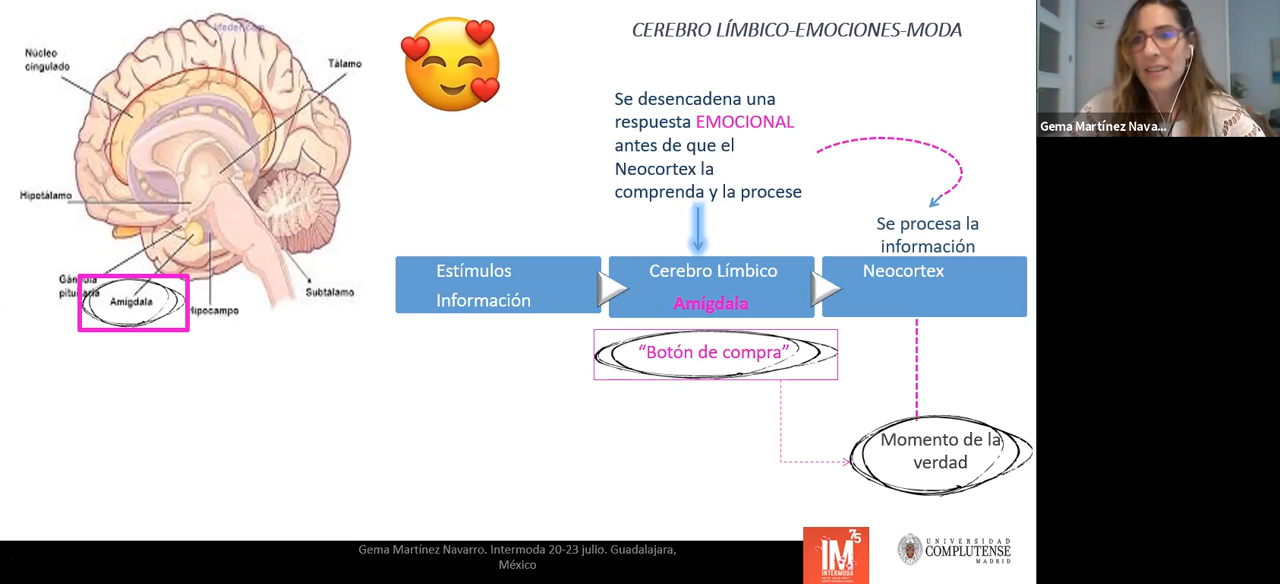 CEREBRO LÍMBICO-EMOCIONES-MODA
Núcleo
cingulado
Tálamo
Hipotálamo
Amígdala
Hipocampo
Subtálamo
Se desencadena una
respuesta EMOCIONAL
antes de que el
Neocortex la
comprenda y la procese
Se procesa la
información
Estímulos
Información
Cerebro Límbico
Amígdala
Neocortex
“Botón de compra”
Momento de la
verdad
Gema Martínez Nava...
Gema Martínez Navarro. Intermoda 20-23 julio. Guadalajara,
México
IM 75
INTERMODA
UNIVERSIDAD
COMPLUTENSE
MADRID